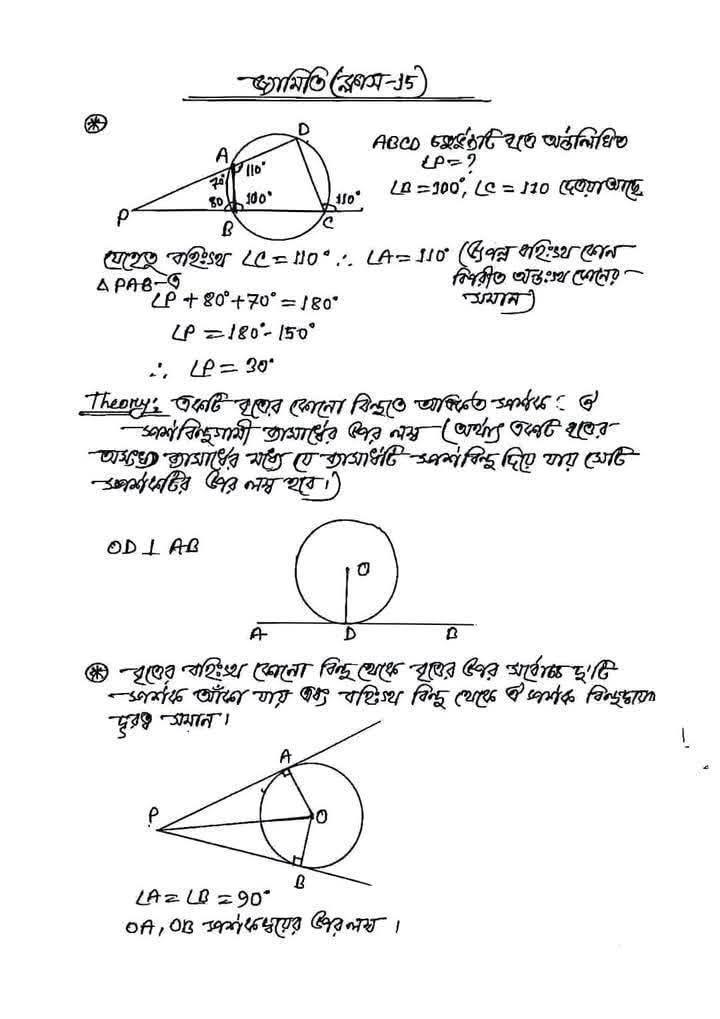 জ্যামিতি (ক্লাস-15)
ABCD চতুর্ভুজটি বৃত্তে অন্তর্লিখিত
∠P = ?
∠B = 100°, ∠C = 110 দেওয়া আছে
D
A
110°
70°
80
100°
110°
P
B
C
যেহেতু বহিঃস্থ ∠C = 110° ∴ ∠A = 110° (উৎপন্ন বহিঃস্থ কোন
বিপরীত অন্তঃস্থ কোনের
সমান)
△PAB-এ
∠P + 80° + 70° = 180°
∠P = 180° - 150°
∴ ∠P = 30°
Theory: একটি বৃত্তের কোনো বিন্দুতে অঙ্কিত স্পর্শক: ঐ
স্পর্শবিন্দুগামী ব্যাসার্ধের উপর লম্ব (অর্থাৎ একটি বৃত্তের
অসংখ্য ব্যাসার্ধের মধ্যে যে ব্যাসার্ধটি স্পর্শবিন্দু দিয়ে যায় সেটি
স্পর্শকটির উপর লম্ব হবে।)
OD ⊥ AB
O
A D B
বৃত্তের বহিঃস্থ কোনো বিন্দু থেকে বৃত্তের উপর সর্বোচ্চ দু'টি
স্পর্শক আঁকা যায় এবং বহিঃস্থ বিন্দু থেকে ঐ স্পর্শক বিন্দুদ্বয়ের
দূরত্ব সমান।
A
P
O
B
∠A = ∠B = 90°
OA, OB স্পর্শকদ্বয়ের উপর লম্ব।